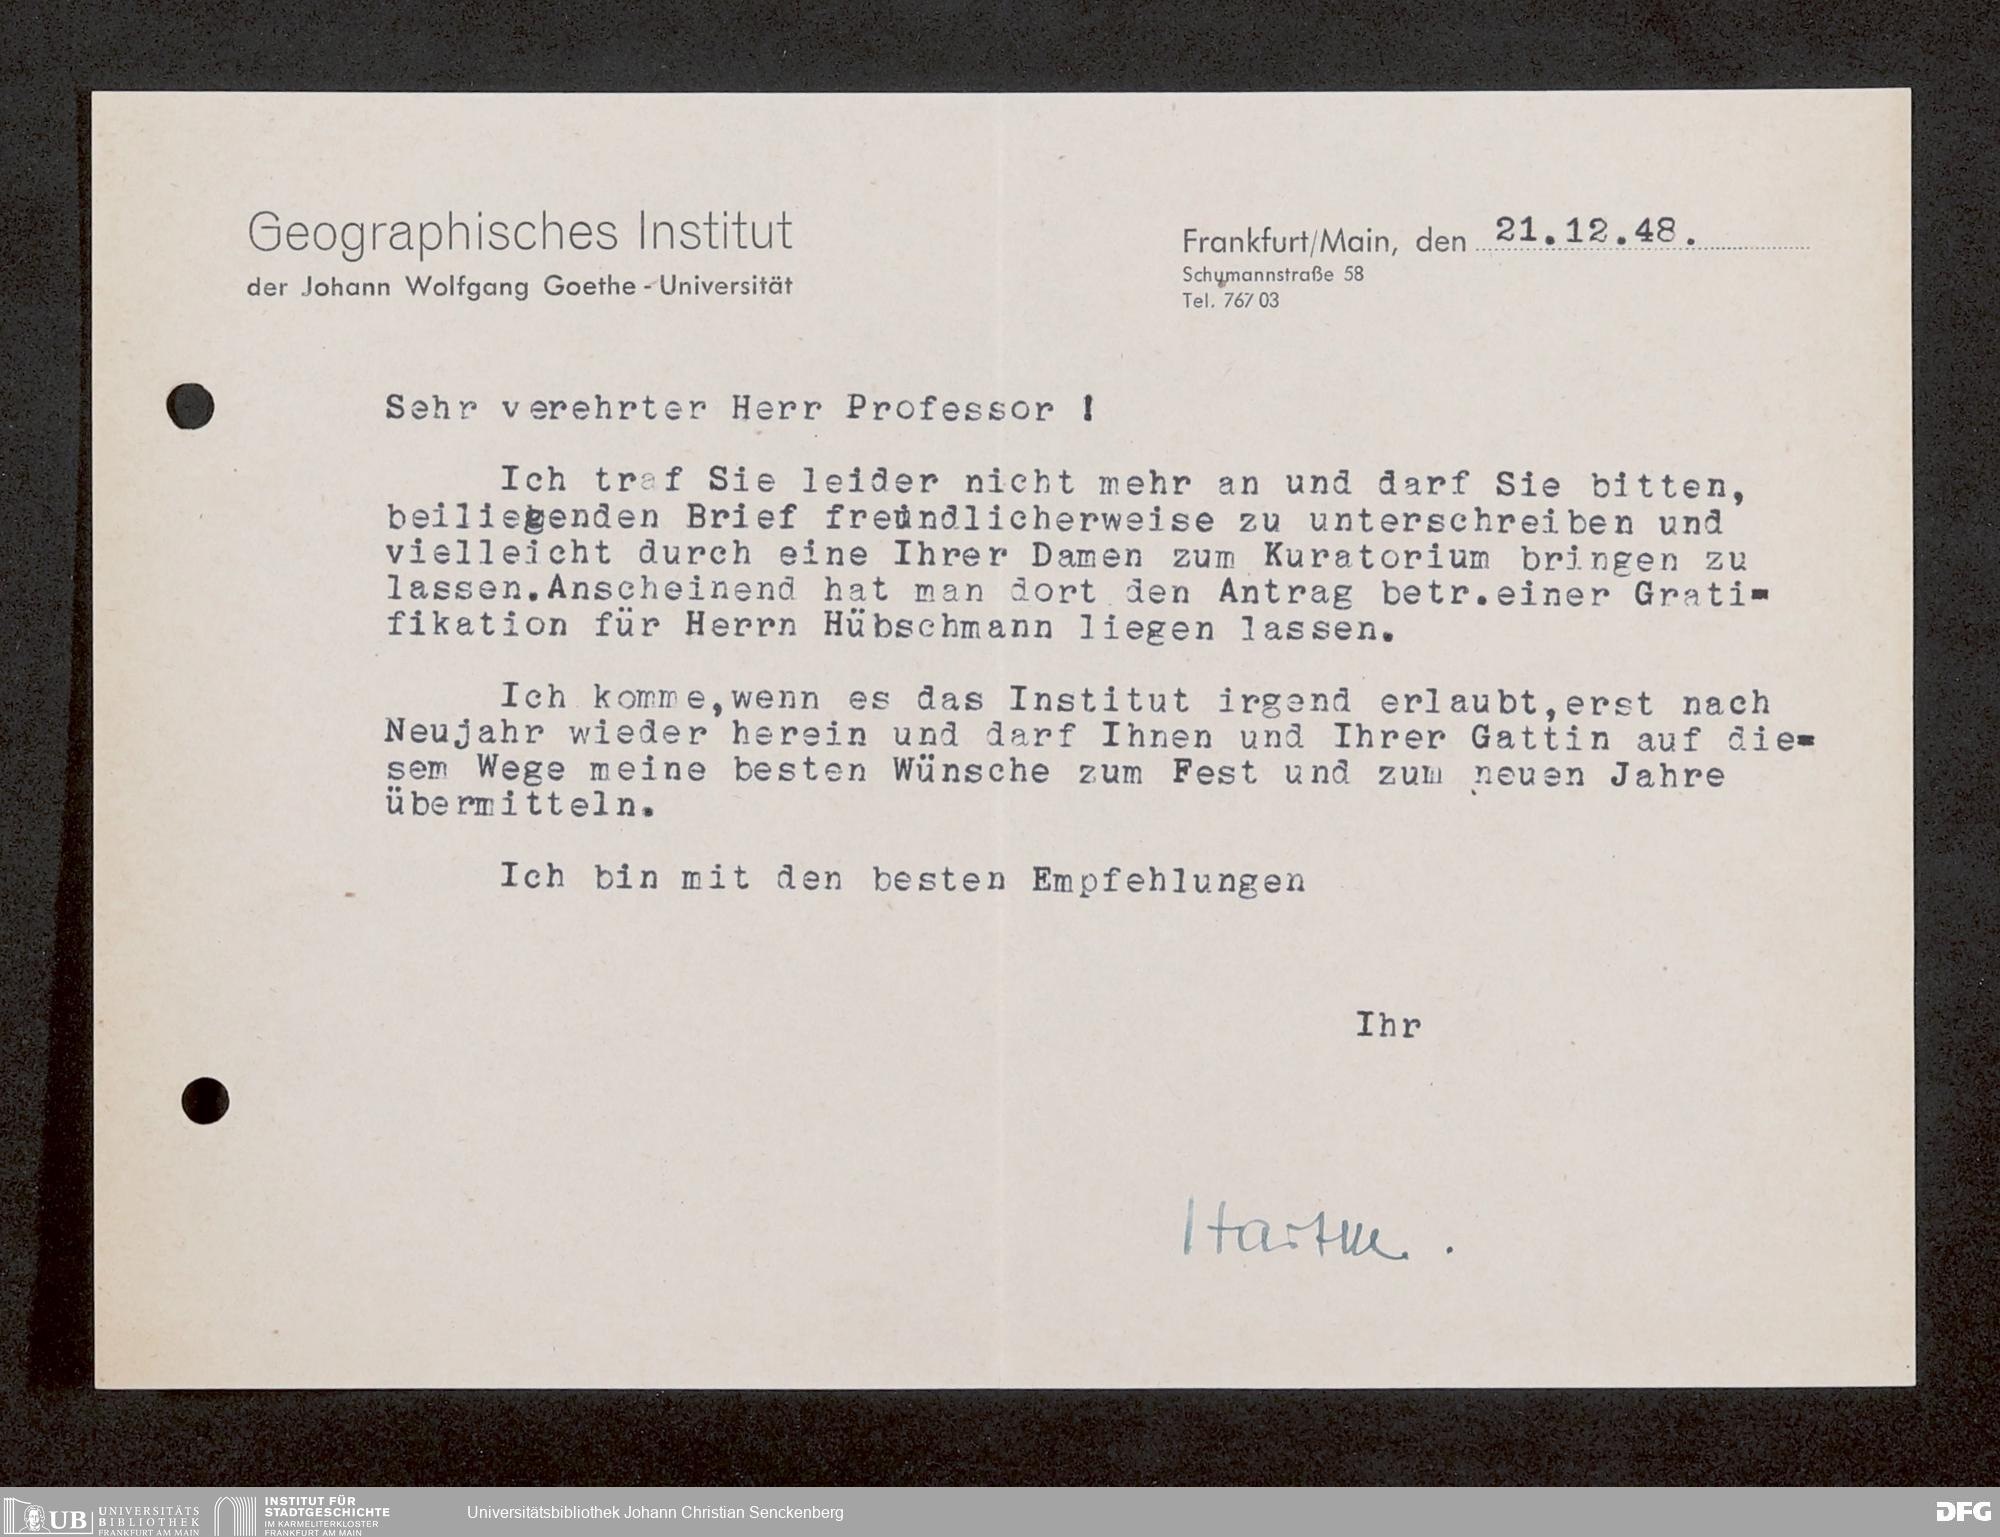 Geographisches Institut
der Johann Wolfgang Goethe-Universität
Frankfurt/Main, den 21.12.48.
Schumannstraße 58
Tel. 767 03
Sehr verehrter Herr Professor !
Ich traf Sie leider nicht mehr an und darf Sie bitten,
beiliegenden Brief freundlicherweise zu unterschreiben und
vielleicht durch eine Ihrer Damen zum Kuratorium bringen zu
lassen.Anscheinend hat man dort den Antrag betr.einer Grati=
fikation für Herrn Hübschmann liegen lassen.
Ich komme,wenn es das Institut irgend erlaubt,erst nach
Neujahr wieder herein und darf Ihnen und Ihrer Gattin auf die=
sem Wege meine besten Wünsche zum Fest und zum neuen Jahre
übermitteln.
Ich bin mit den besten Empfehlungen
Ihr
UB UNIVERSITÄTS
BIBLIOTHEK
FRANKFURT AM MAIN
INSTITUT FÜR
STADTGESCHICHTE
IM KARMELITERKLOSTER
FRANKFURT AM MAIN
Universitätsbibliothek Johann Christian Senckenberg
DFG